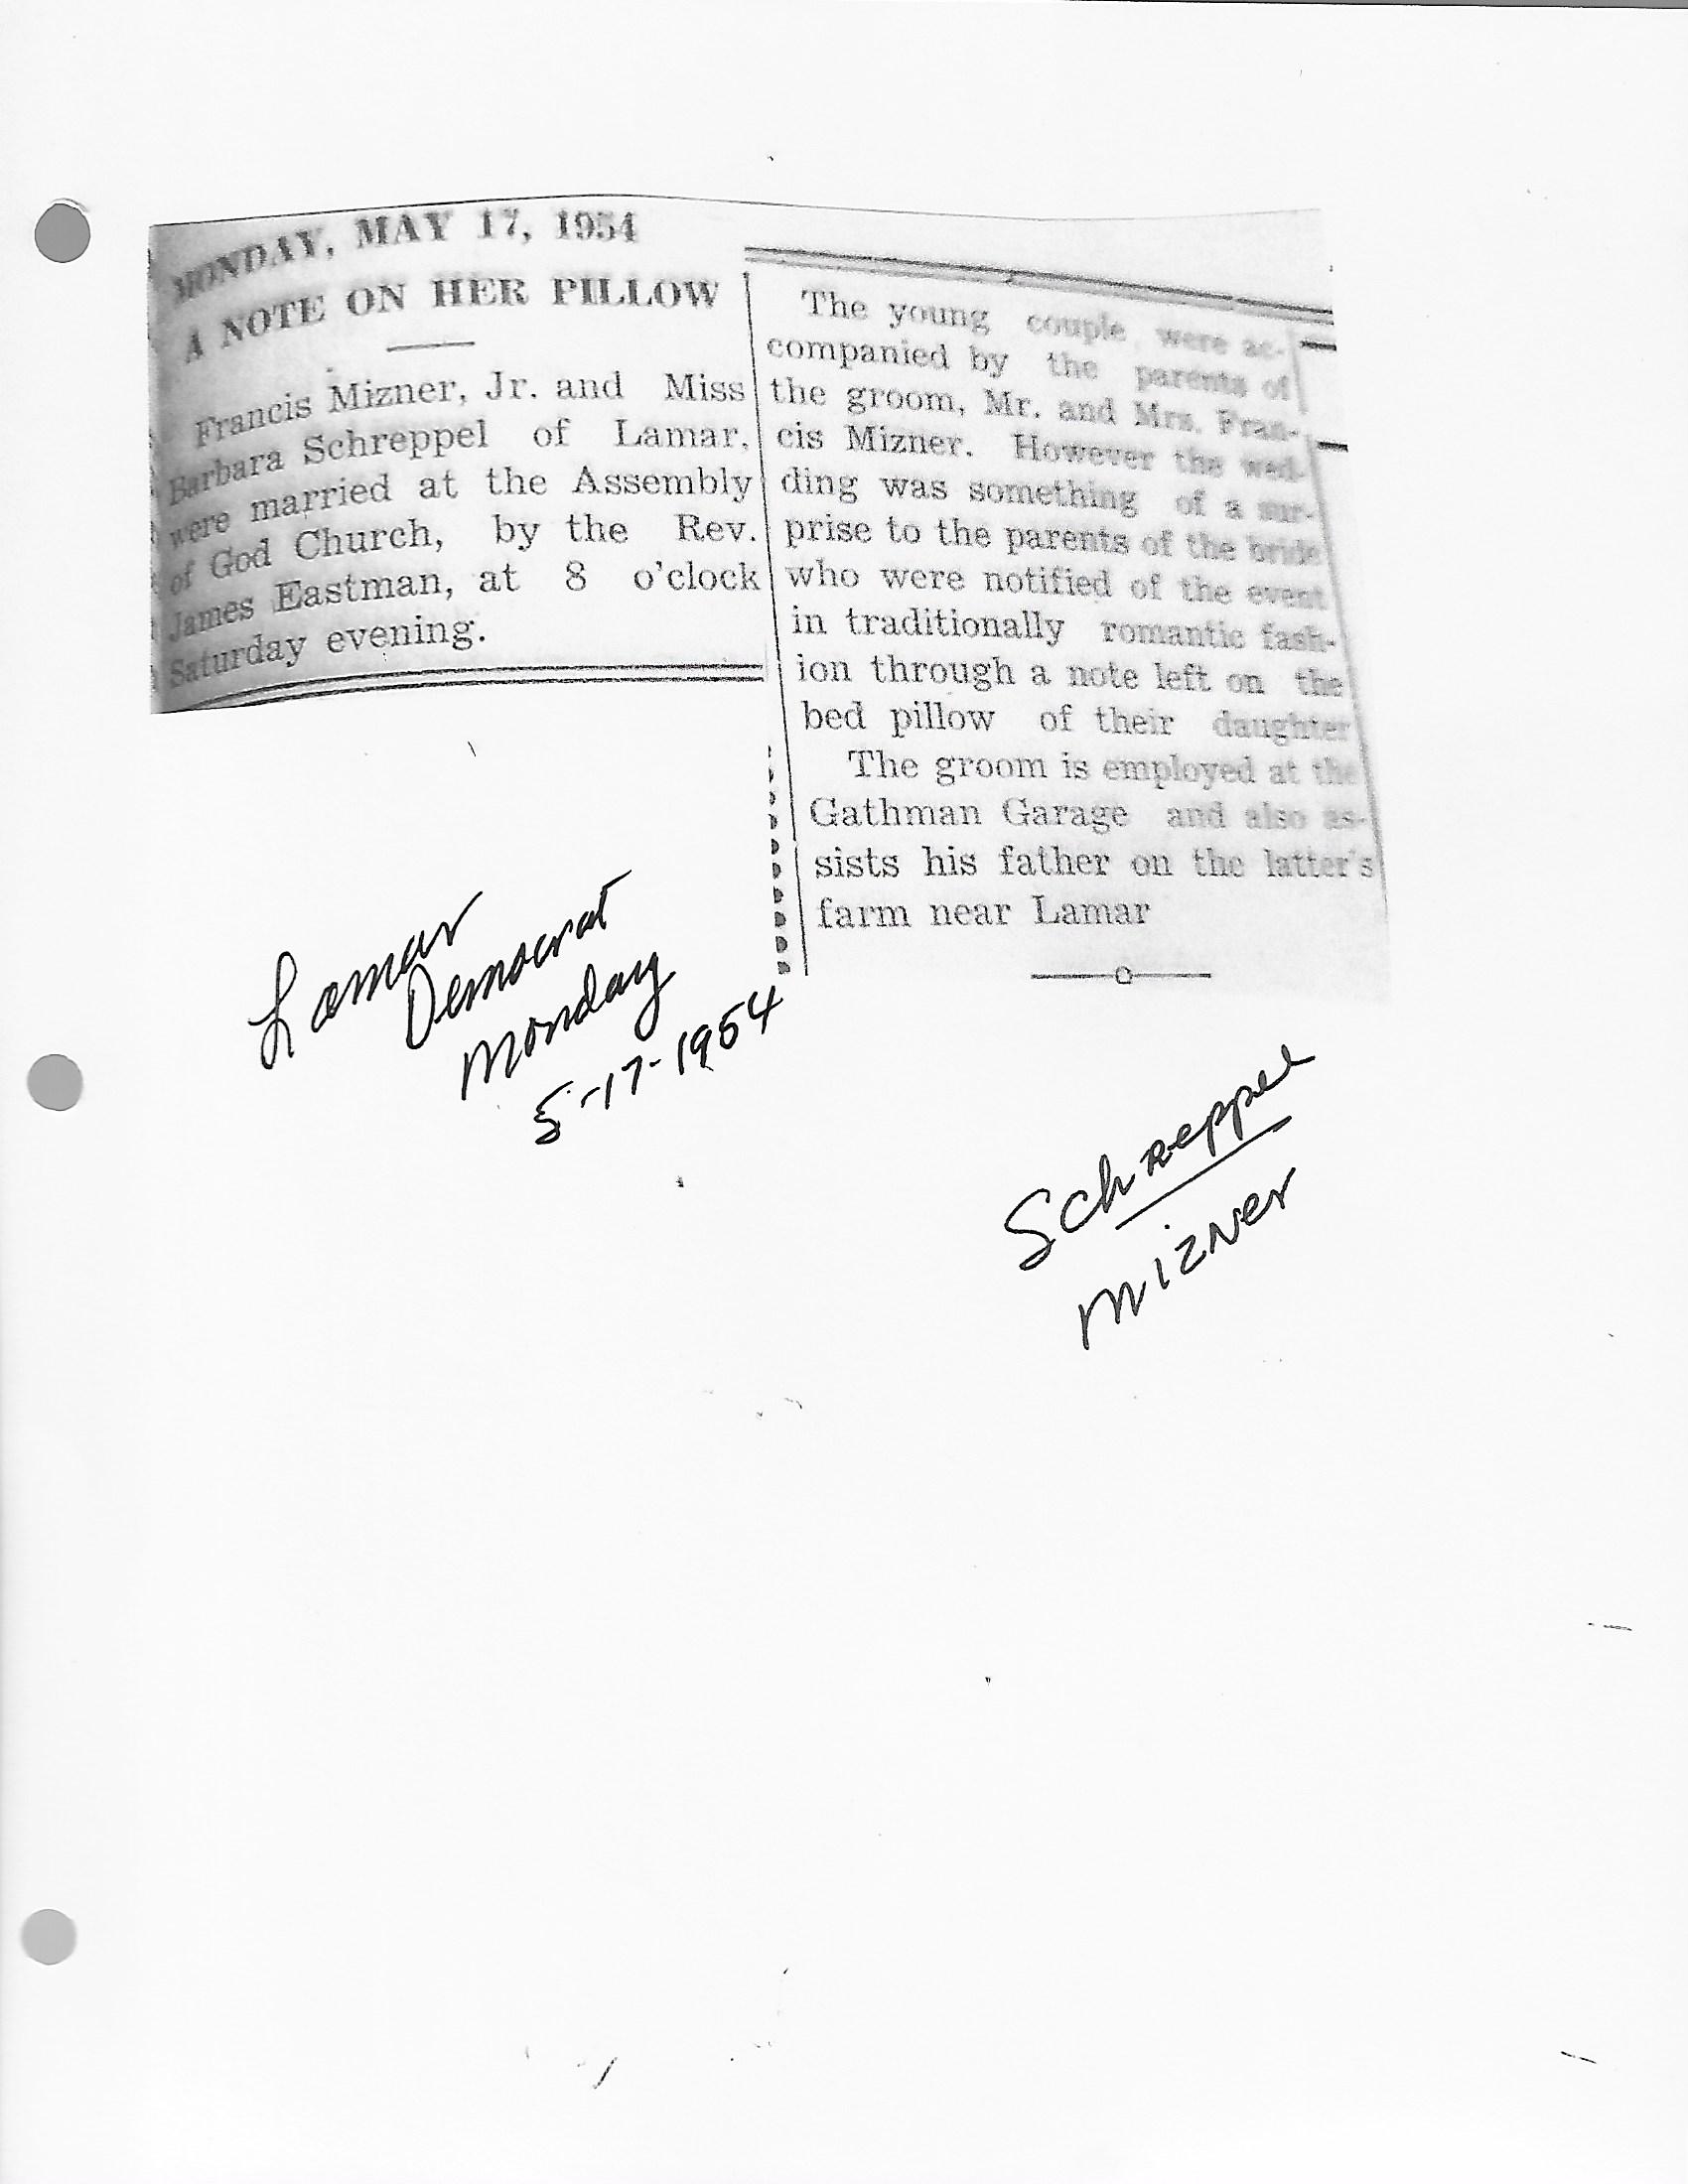 MONDAY, MAY 17, 1954
A NOTE ON HER PILLOW
Francis Mizner, Jr. and Miss
Barbara Schreppel of Lamar,
were married at the Assembly
of God Church, by the Rev.
James Eastman, at 8 o'clock
Saturday evening.
The young couple were ac-
companied by the parents of
the groom, Mr. and Mrs. Fran-
cis Mizner. However the wed-
ding was something of a sur-
prise to the parents of the bride
who were notified of the event
in traditionally romantic fash-
ion through a note left on the
bed pillow of their daughter
The groom is employed at the
Gathman Garage and also as-
sists his father on the latter's
farm near Lamar
Lamar
Democrat
Monday
5-17-1954
Schreppel
Mizner